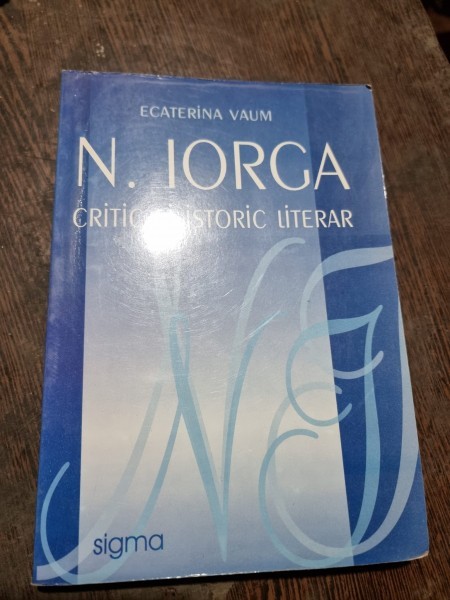 ECATERINA VAUM
N. IORGA
CRITIC ISTORIC LITERAR
sigma